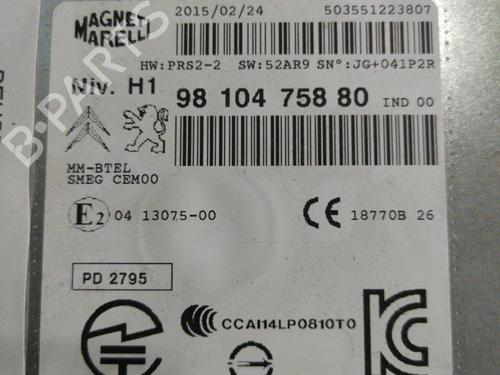 MAGNETI
MARELLI
2015/02/24
503551223807
HW:PRS2-2 SW:52AR9 SN°:JG+041P2R
Niv. H1
98 104 758 80 IND 00
MM-BTEL
SMEG CEM00
E2 04 13075-00
CE 18770B 26
PD 2795
CCAI14LP0810T0
B-PARTS